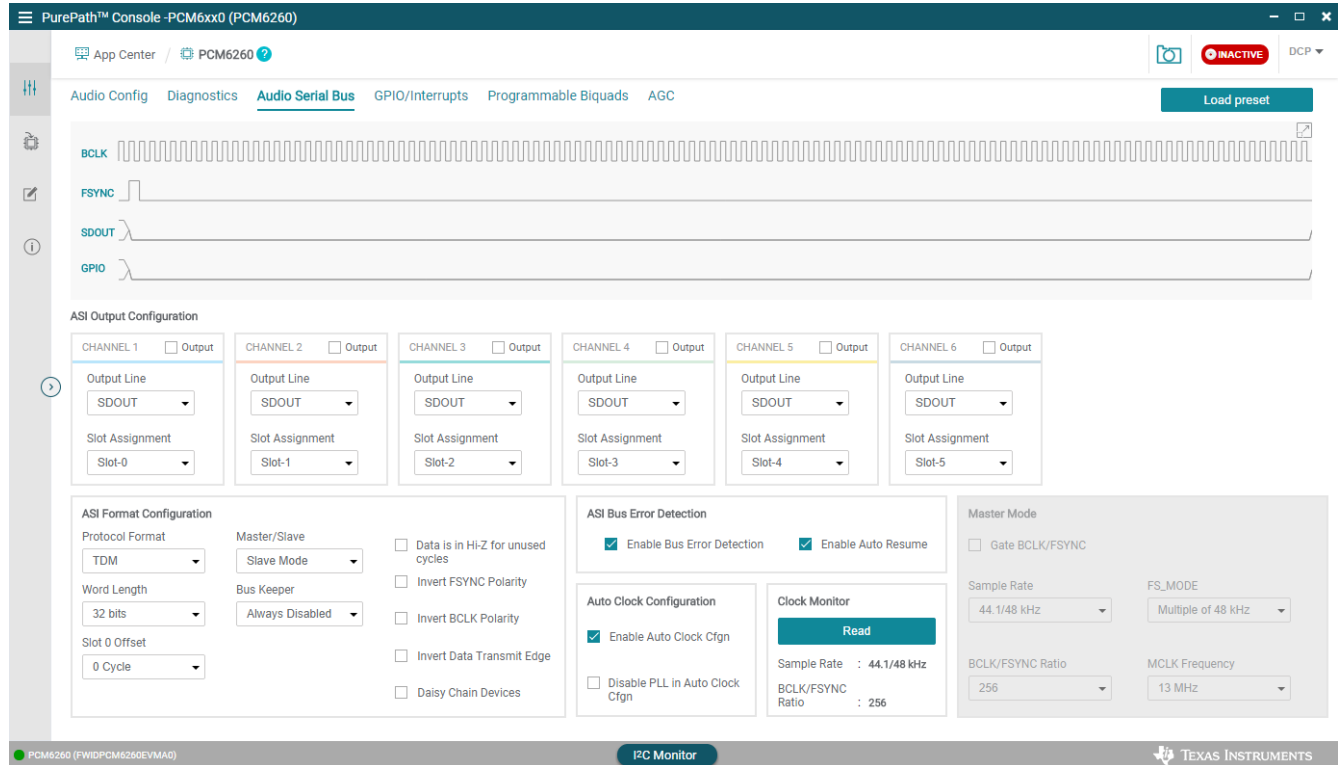 PurePath™ Console -PCM6xx0 (PCM6260)
App Center / PCM6260 ?
INACTIVE
DCP
Audio Config Diagnostics Audio Serial Bus GPIO/Interrupts Programmable Biquads AGC
Load preset
BCLK
FSYNC
SDOUT
GPIO
ASI Output Configuration
CHANNEL 1 Output CHANNEL 2 Output CHANNEL 3 Output CHANNEL 4 Output CHANNEL 5 Output CHANNEL 6 Output
Output Line Output Line Output Line Output Line Output Line Output Line
SDOUT SDOUT SDOUT SDOUT SDOUT SDOUT
Slot Assignment Slot Assignment Slot Assignment Slot Assignment Slot Assignment Slot Assignment
Slot-0 Slot-1 Slot-2 Slot-3 Slot-4 Slot-5
ASI Format Configuration
Protocol Format
TDM
Word Length
32 bits
Slot 0 Offset
0 Cycle
Master/Slave
Slave Mode
Bus Keeper
Always Disabled
Data is in Hi-Z for unused
cycles
Invert FSYNC Polarity
Invert BCLK Polarity
Invert Data Transmit Edge
Daisy Chain Devices
ASI Bus Error Detection
Enable Bus Error Detection Enable Auto Resume
Auto Clock Configuration
Enable Auto Clock Cfgn
Disable PLL in Auto Clock
Cfgn
Clock Monitor
Read
Sample Rate : 44.1/48 kHz
BCLK/FSYNC
Ratio : 256
Master Mode
Gate BCLK/FSYNC
Sample Rate FS_MODE
44.1/48 kHz Multiple of 48 kHz
BCLK/FSYNC Ratio MCLK Frequency
256 13 MHz
PCM6260 (FWIDPCM6260EVMA0)
I²C Monitor
TEXAS INSTRUMENTS